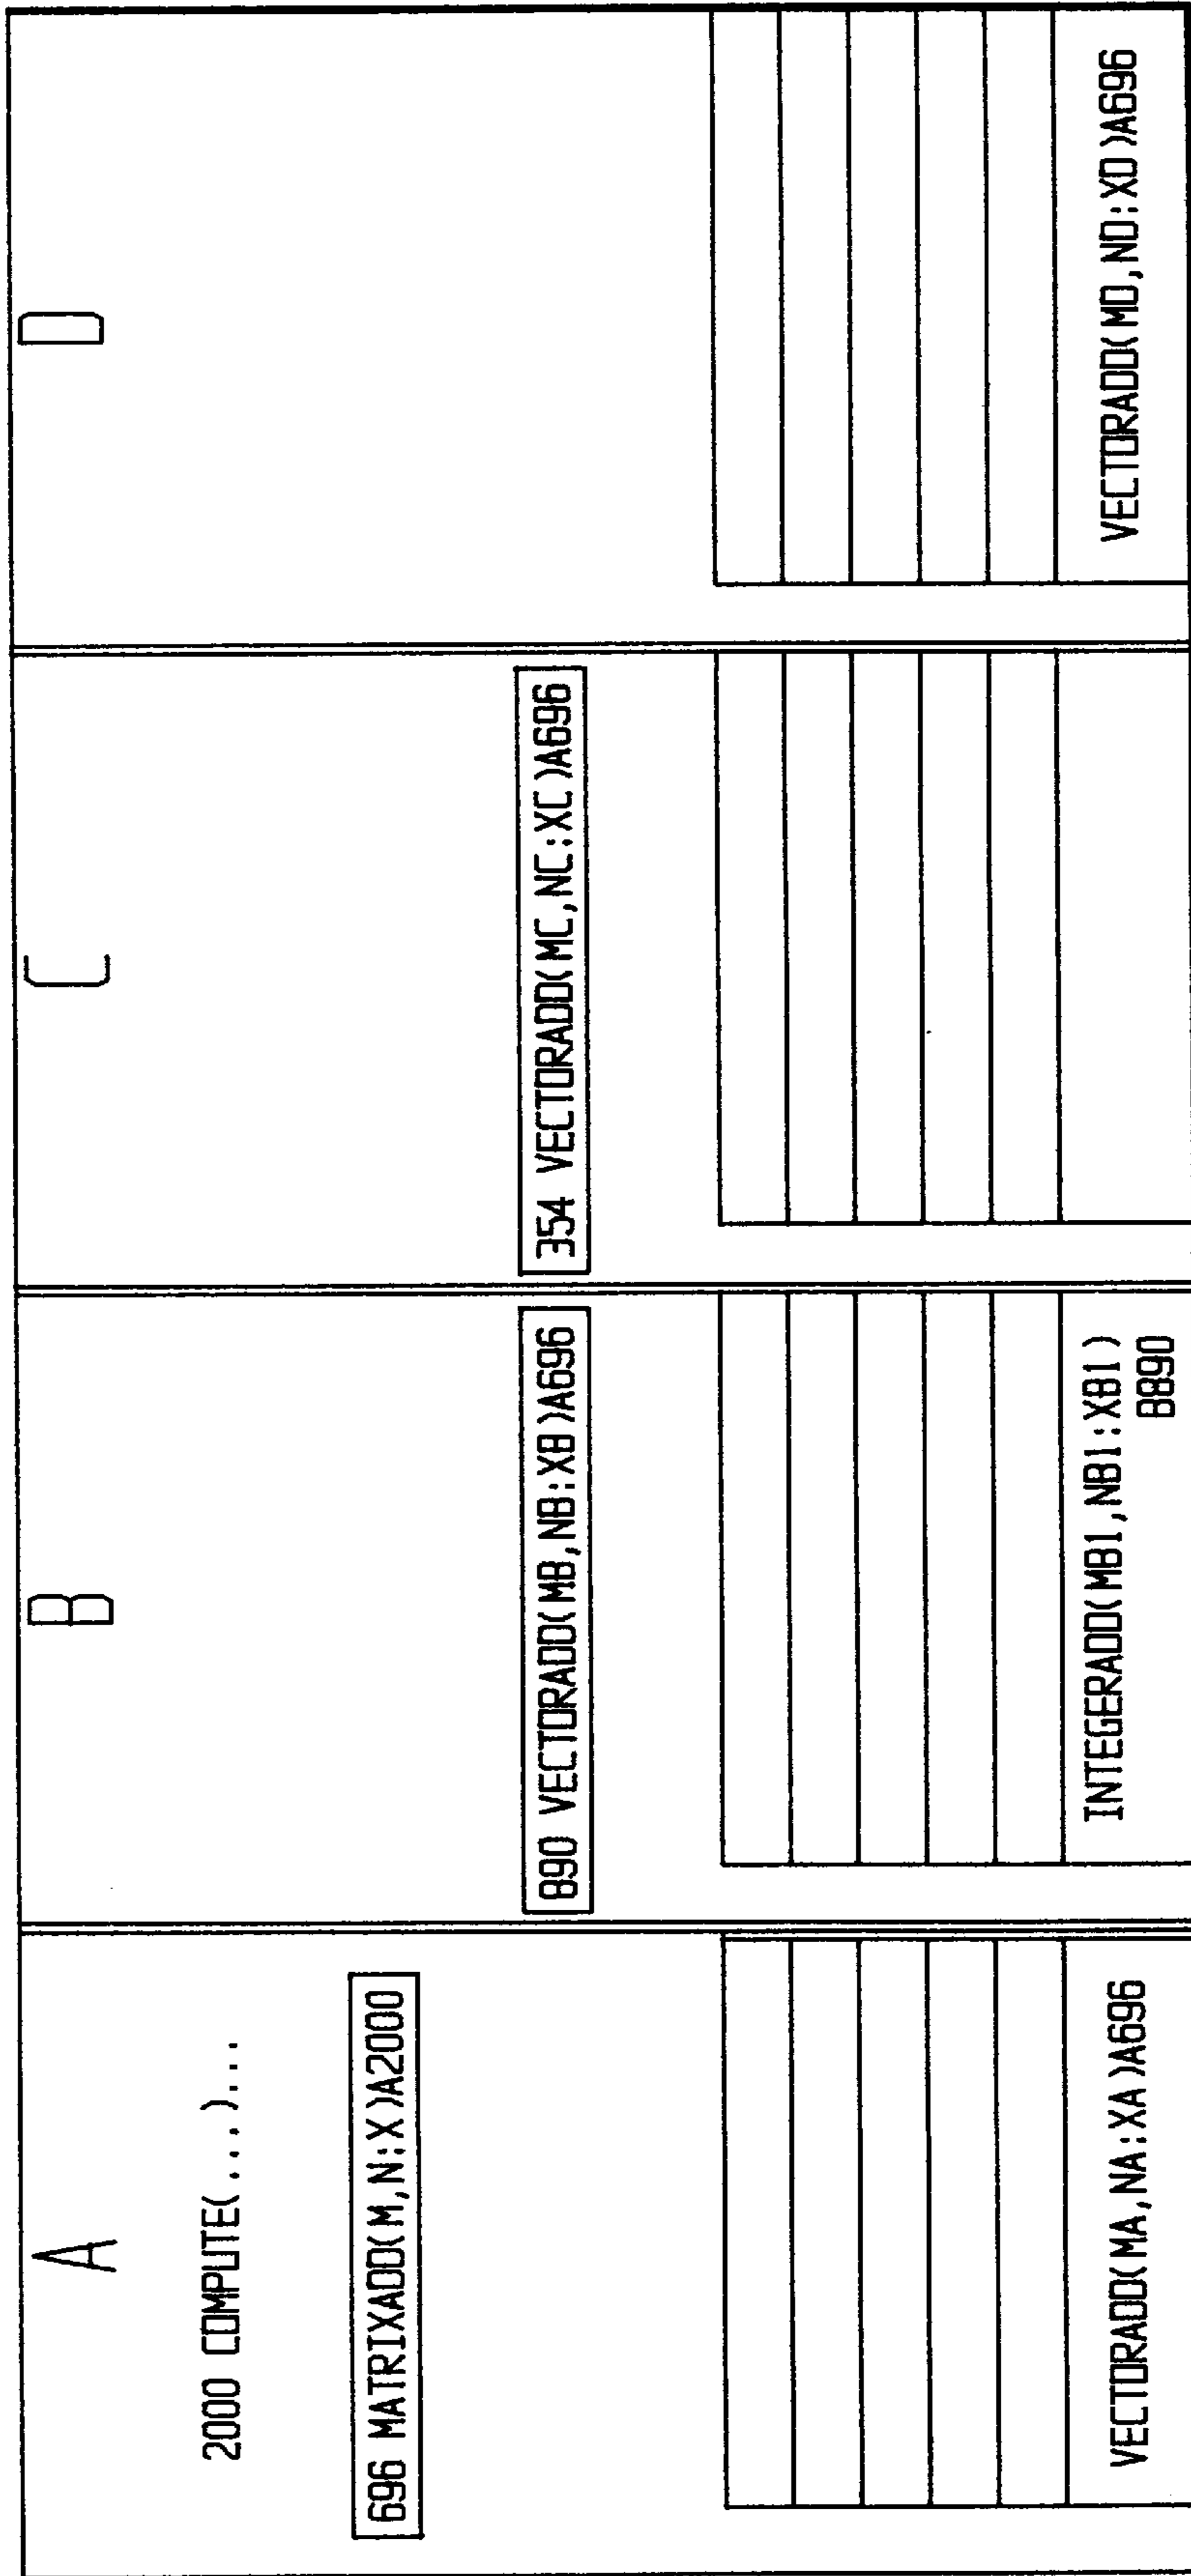 A
2000 COMPUTE(...)...
696 MATRIXADD(M,N:X)A2000
VECTORADD(MA,NA:XA)A696
B
890 VECTORADD(MB,NB:XB)A696
INTEGERADD(MB1,NB1:XB1)
B890
C
354 VECTORADD(MC,NC:XC)A696
D
VECTORADD(MD,ND:XD)A696